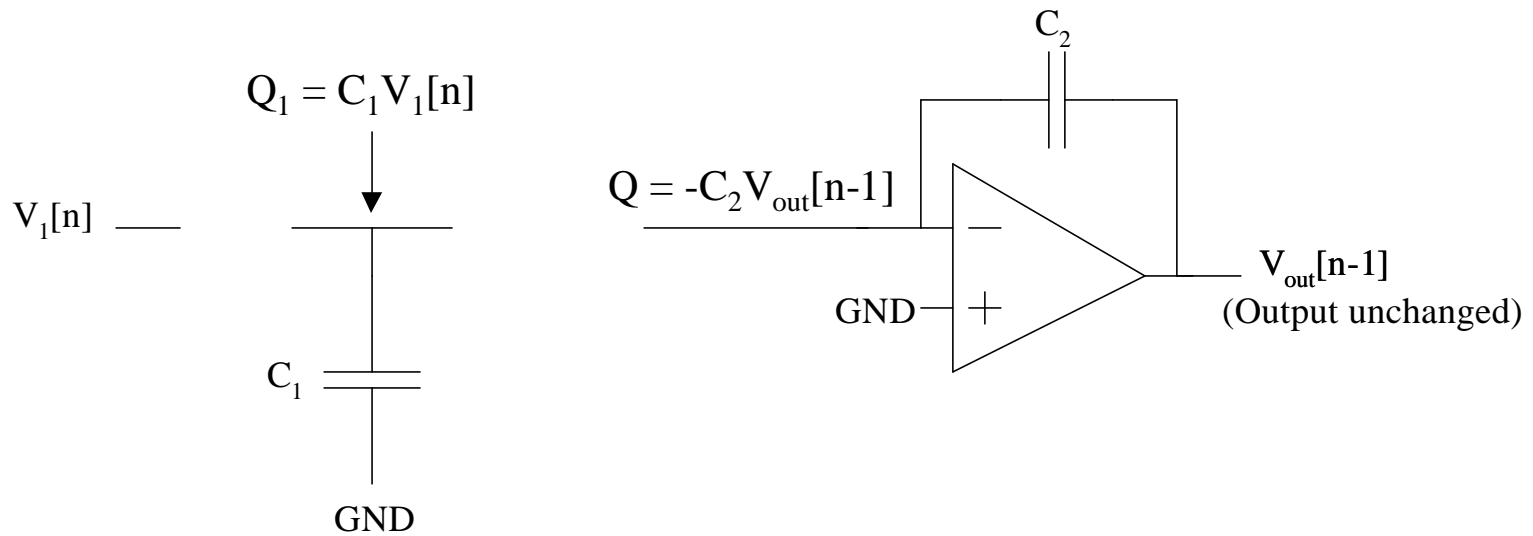 C₂
Q₁ = C₁V₁[n]
Q = -C₂Vout[n-1]
V₁[n]
Vout[n-1]
GND
(Output unchanged)
C₁
GND